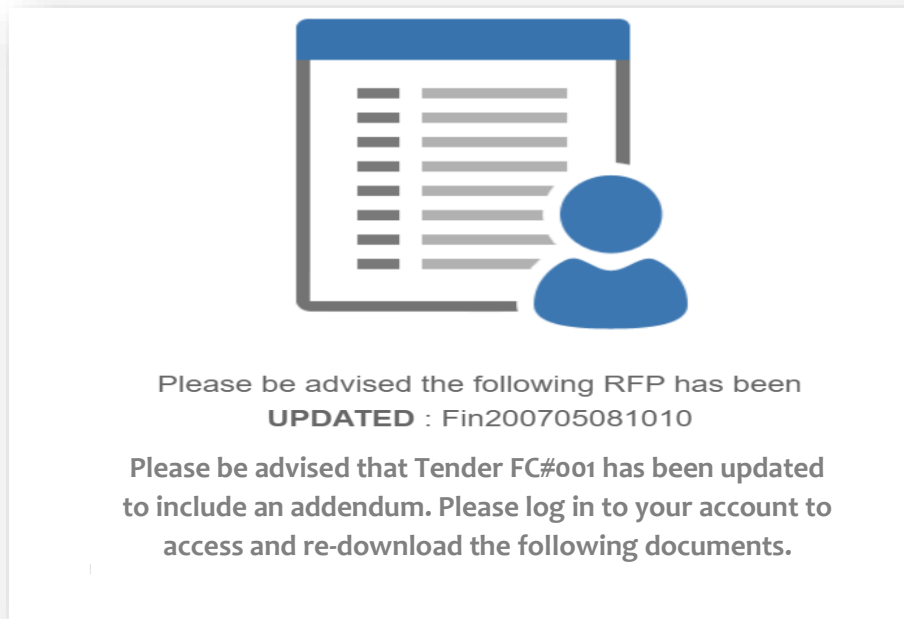 Please be advised the following RFP has been
UPDATED : Fin200705081010
Please be advised that Tender FC#001 has been updated
to include an addendum. Please log in to your account to
access and re-download the following documents.